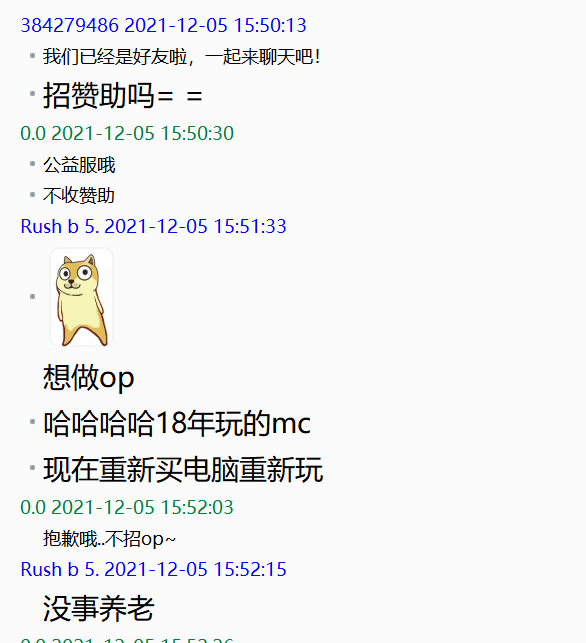 384279486 2021-12-05 15:50:13
我们已经是好友啦，一起来聊天吧！
招赞助吗= =
0.0 2021-12-05 15:50:30
公益服哦
不收赞助
Rush b 5. 2021-12-05 15:51:33
想做op
哈哈哈哈18年玩的mc
现在重新买电脑重新玩
0.0 2021-12-05 15:52:03
抱歉哦..不招op~
Rush b 5. 2021-12-05 15:52:15
没事养老